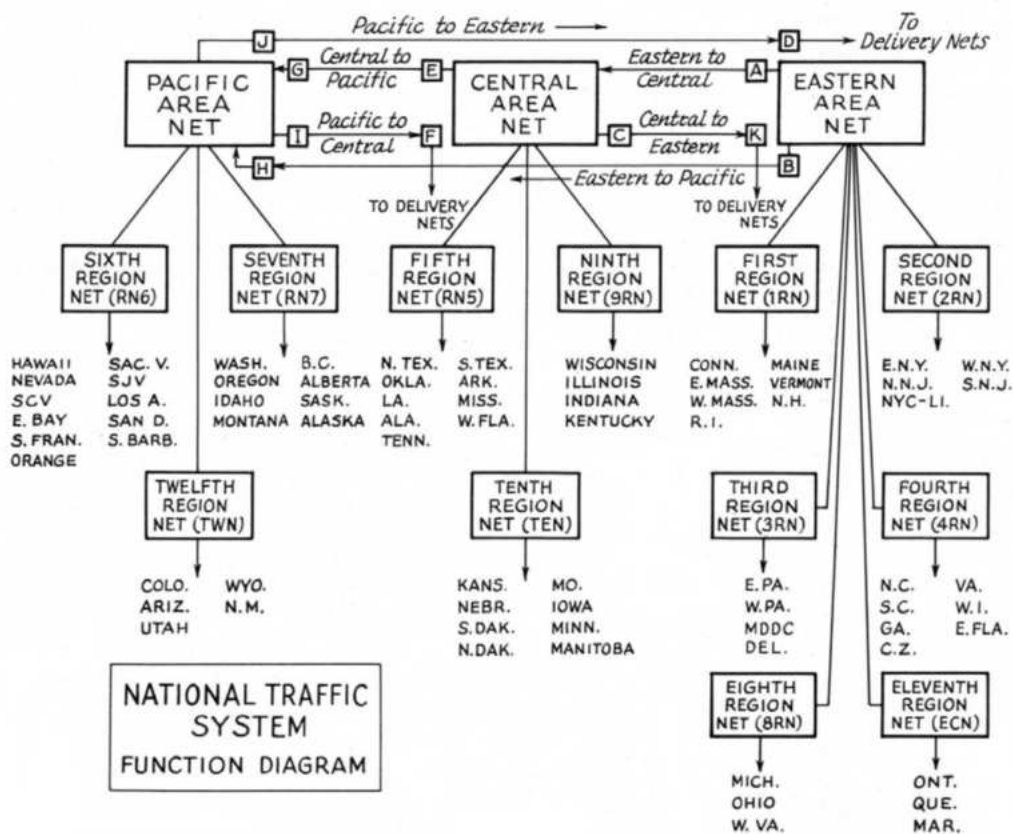 J
Pacific to Eastern
D
To
Delivery Nets
PACIFIC
AREA
NET
G
Central to
Pacific
E
CENTRAL
AREA
NET
Eastern to
Central
A
EASTERN
AREA
NET
I
Pacific to
Central
F
C
Central to
Eastern
K
H
Eastern to Pacific
B
TO DELIVERY
NETS
TO DELIVERY
NETS
SIXTH
REGION
NET (RN6)
SEVENTH
REGION
NET (RN7)
FIFTH
REGION
NET (RN5)
NINTH
REGION
NET (9RN)
FIRST
REGION
NET (1RN)
SECOND
REGION
NET (2RN)
HAWAII
NEVADA
SCV
E. BAY
S. FRAN.
ORANGE
SAC. V.
SJV
LOS A.
SAN D.
S. BARB.
WASH.
OREGON
IDAHO
MONTANA
B.C.
ALBERTA
SASK.
ALASKA
N. TEX.
OKLA.
LA.
ALA.
TENN.
S. TEX.
ARK.
MISS.
W. FLA.
WISCONSIN
ILLINOIS
INDIANA
KENTUCKY
CONN.
E. MASS.
W. MASS.
R. I.
MAINE
VERMONT
N.H.
E.N.Y.
N.N.J.
NYC-LI.
W.N.Y.
S.N.J.
TWELFTH
REGION
NET (TWN)
TENTH
REGION
NET (TEN)
THIRD
REGION
NET (3RN)
FOURTH
REGION
NET (4RN)
COLO.
ARIZ.
UTAH
WYO.
N.M.
KANS.
NEBR.
S. DAK.
N. DAK.
MO.
IOWA
MINN.
MANITOBA
E. PA.
W. PA.
MDDC
DEL.
N.C.
S.C.
GA.
C.Z.
VA.
W.I.
E. FLA.
NATIONAL TRAFFIC
SYSTEM
FUNCTION DIAGRAM
EIGHTH
REGION
NET (8RN)
ELEVENTH
REGION
NET (ECN)
MICH.
OHIO
W. VA.
ONT.
QUE.
MAR.